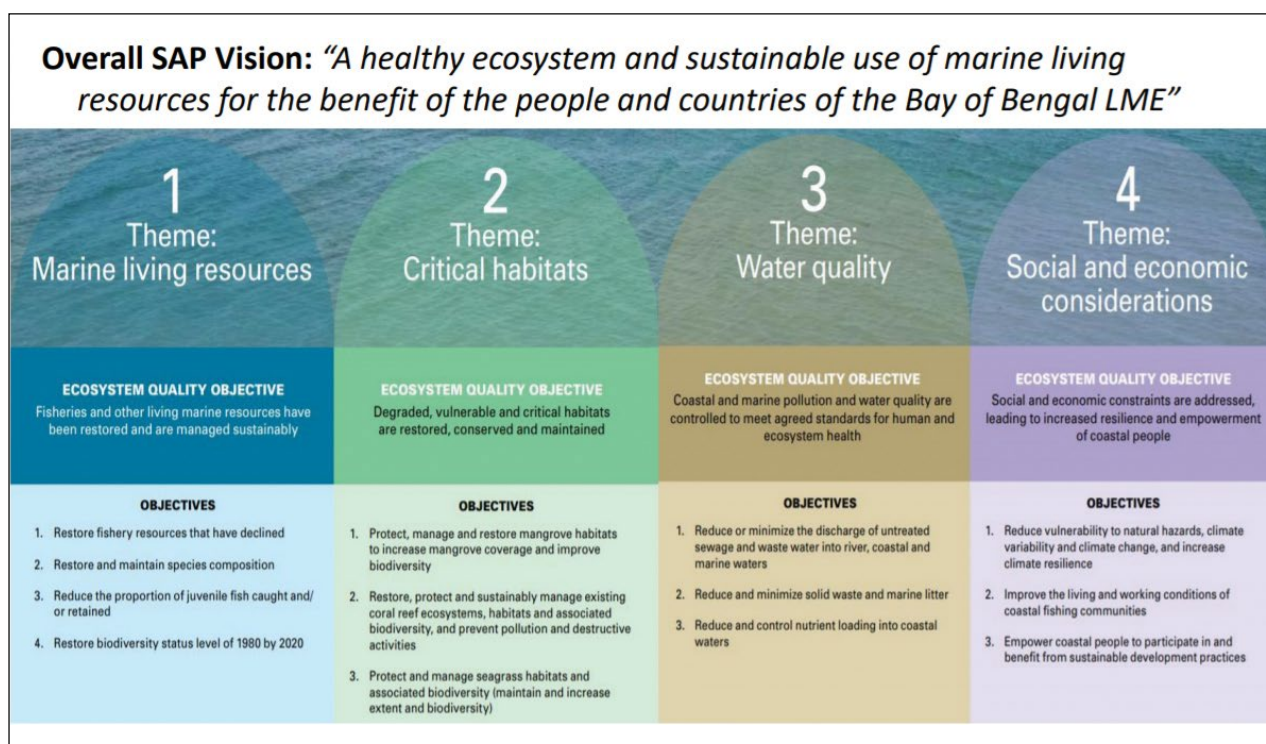 Overall SAP Vision: “A healthy ecosystem and sustainable use of marine living
resources for the benefit of the people and countries of the Bay of Bengal LME”
1
Theme:
Marine living resources
ECOSYSTEM QUALITY OBJECTIVE
Fisheries and other living marine resources have
been restored and are managed sustainably
OBJECTIVES
1. Restore fishery resources that have declined
2. Restore and maintain species composition
3. Reduce the proportion of juvenile fish caught and/
or retained
4. Restore biodiversity status level of 1980 by 2020
2
Theme:
Critical habitats
ECOSYSTEM QUALITY OBJECTIVE
Degraded, vulnerable and critical habitats
are restored, conserved and maintained
OBJECTIVES
1. Protect, manage and restore mangrove habitats
to increase mangrove coverage and improve
biodiversity
2. Restore, protect and sustainably manage existing
coral reef ecosystems, habitats and associated
biodiversity, and prevent pollution and destructive
activities
3. Protect and manage seagrass habitats and
associated biodiversity (maintain and increase
extent and biodiversity)
3
Theme:
Water quality
ECOSYSTEM QUALITY OBJECTIVE
Coastal and marine pollution and water quality are
controlled to meet agreed standards for human and
ecosystem health
OBJECTIVES
1. Reduce or minimize the discharge of untreated
sewage and waste water into river, coastal and
marine waters
2. Reduce and minimize solid waste and marine litter
3. Reduce and control nutrient loading into coastal
waters
4
Theme:
Social and economic
considerations
ECOSYSTEM QUALITY OBJECTIVE
Social and economic constraints are addressed,
leading to increased resilience and empowerment
of coastal people
OBJECTIVES
1. Reduce vulnerability to natural hazards, climate
variability and climate change, and increase
climate resilience
2. Improve the living and working conditions of
coastal fishing communities
3. Empower coastal people to participate in and
benefit from sustainable development practices